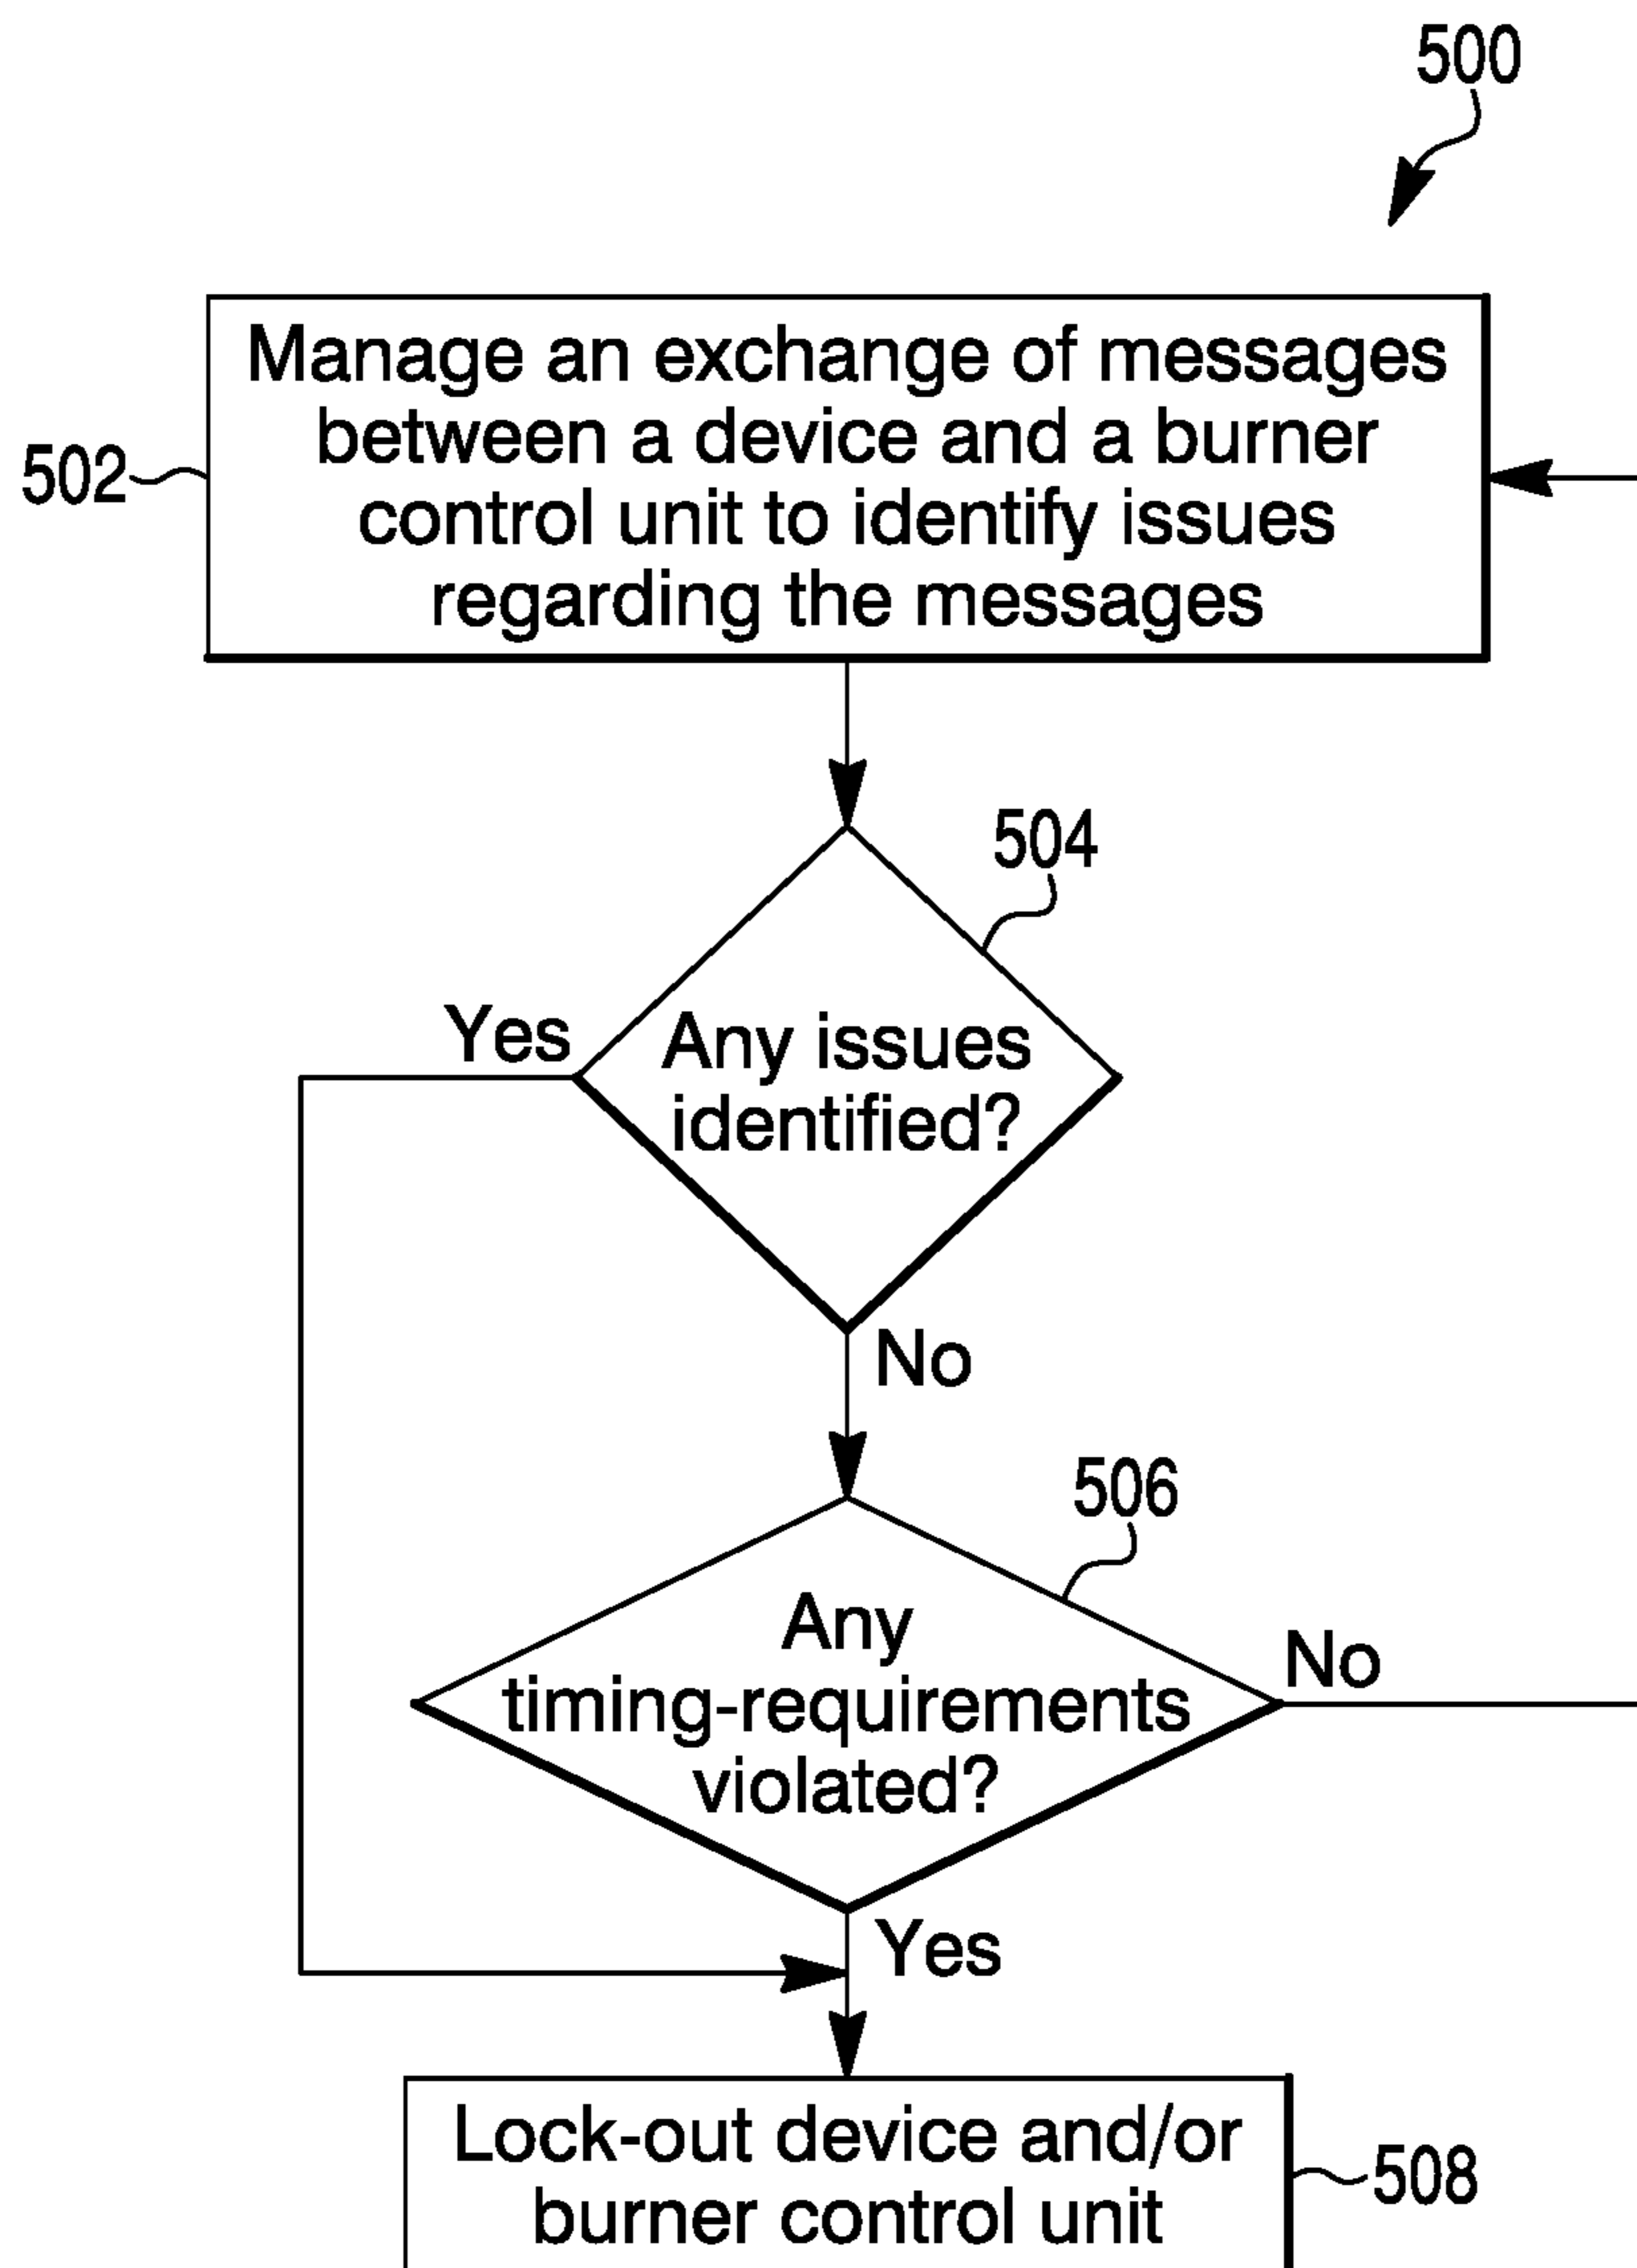 500
Manage an exchange of messages
between a device and a burner
control unit to identify issues
regarding the messages
502
504
Yes
Any issues
identified?
No
506
Any
timing-requirements
violated?
No
Yes
Lock-out device and/or
burner control unit
508